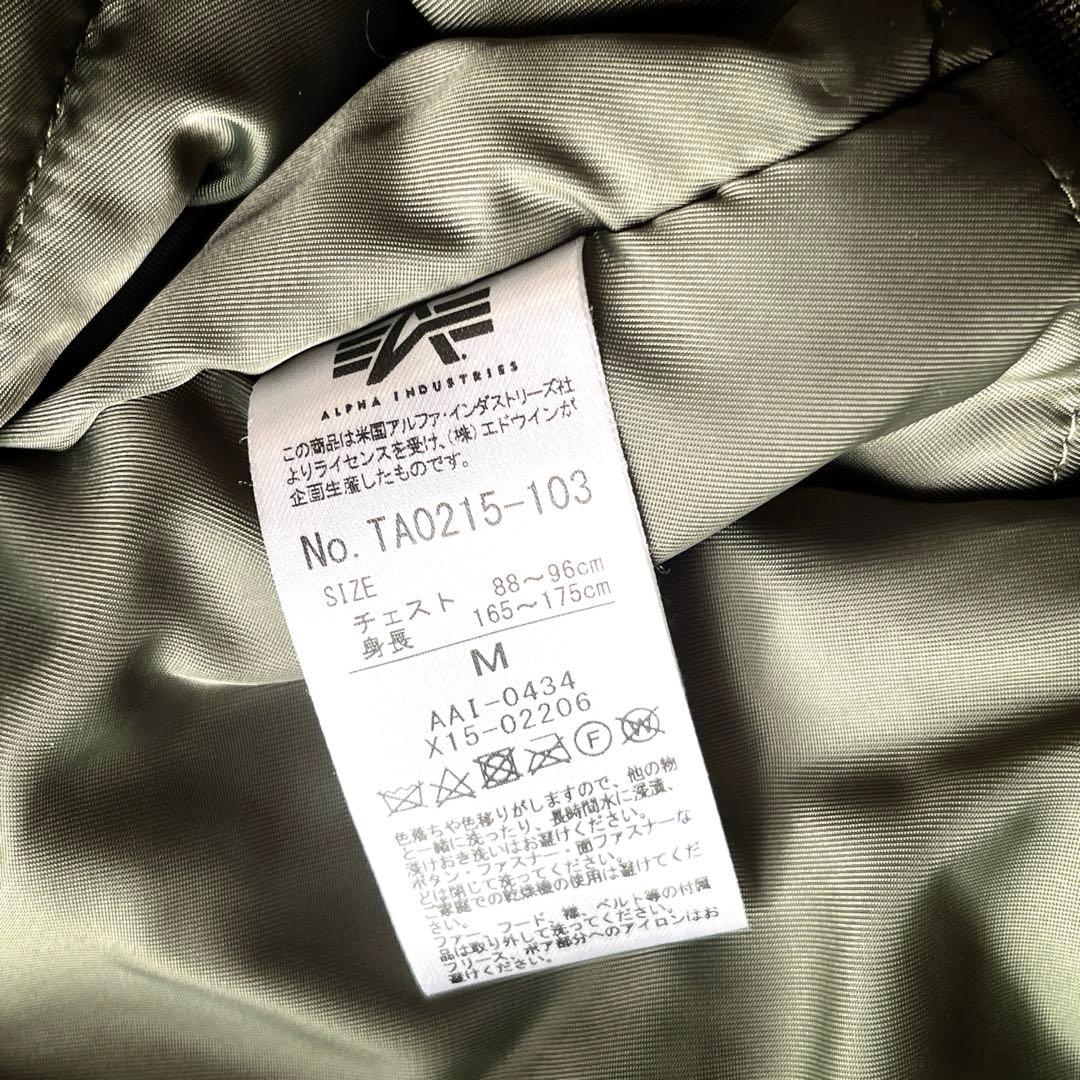 ALPHA INDUSTRIES
この商品は米国アルファ・インダストリーズ社
よりライセンスを受け、(株)エドウインが
企画生産したものです。
No. TA0215-103
SIZE
チェスト 88～96cm
身長 165～175cm
M
AAI-0434
X15-02206
F W
色落ちや色移りがしますので、他の物
と一緒に洗ったり、長時間水に浸漬、
浸けおき洗いはお避けください。
ボタン・ファスナー・面ファスナーな
どは閉じて洗ってください。
ご家庭での乾燥機の使用は避けてくだ
さい。
ファー、フード、襟、ベルト等の付属
品は取り外して洗ってください。
フリース、ボア部分へのアイロンはお
避けください。